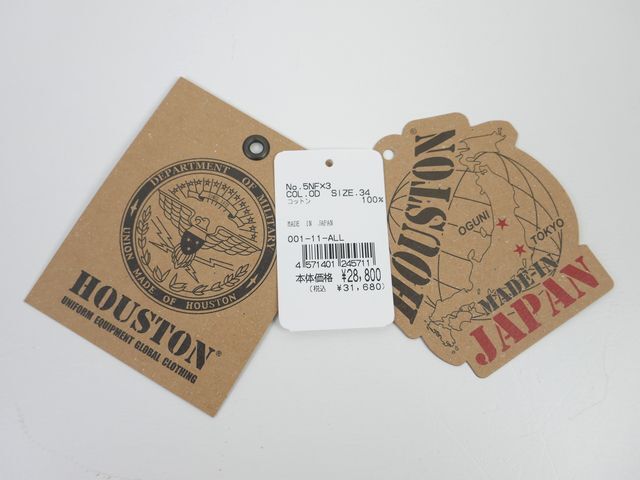 DEPARTMENT OF MILITARY
UNION MADE OF HOUSTON
HOUSTON®
UNIFORM EQUIPMENT GLOBAL CLOTHING
No.5NFX3
COL.OD SIZE.34
コットン 100%
MADE IN JAPAN
001-11-ALL
4 571401 245711
本体価格 ¥28,800
(税込 ¥31,680)
HOUSTON®
OGUNI
TOKYO
MADE-IN
JAPAN